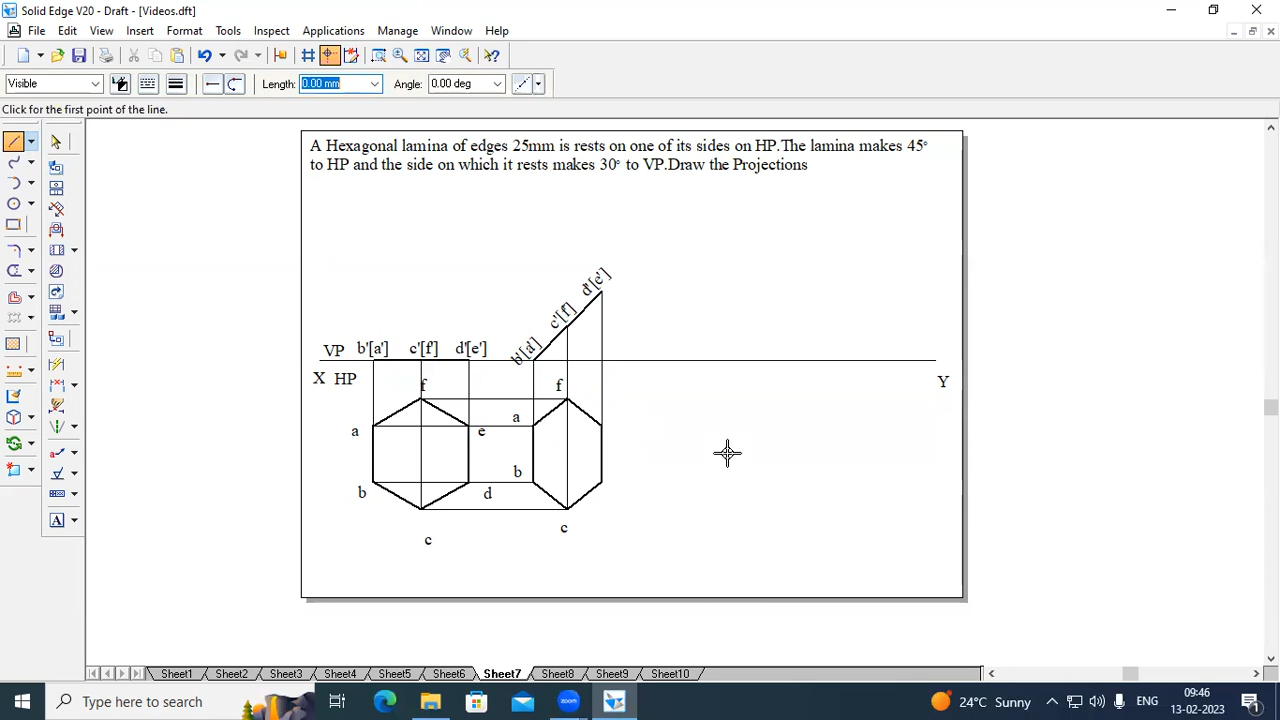 Solid Edge V20 - Draft - [Videos.dft]
File Edit View Insert Format Tools Inspect Applications Manage Window Help
Visible Length: 0.00 mm Angle: 0.00 deg
Click for the first point of the line.
A Hexagonal lamina of edges 25mm is rests on one of its sides on HP.The lamina makes 45°
to HP and the side on which it rests makes 30° to VP.Draw the Projections
d'[e']
c'[f']
b'[a']
VP b'[a'] c'[f'] d'[e']
X HP Y
f f
a e a
b d b
c c
A
Sheet1 Sheet2 Sheet3 Sheet4 Sheet5 Sheet6 Sheet7 Sheet8 Sheet9 Sheet10
Type here to search zoom 24°C Sunny ENG 09:46
13-02-2023 1